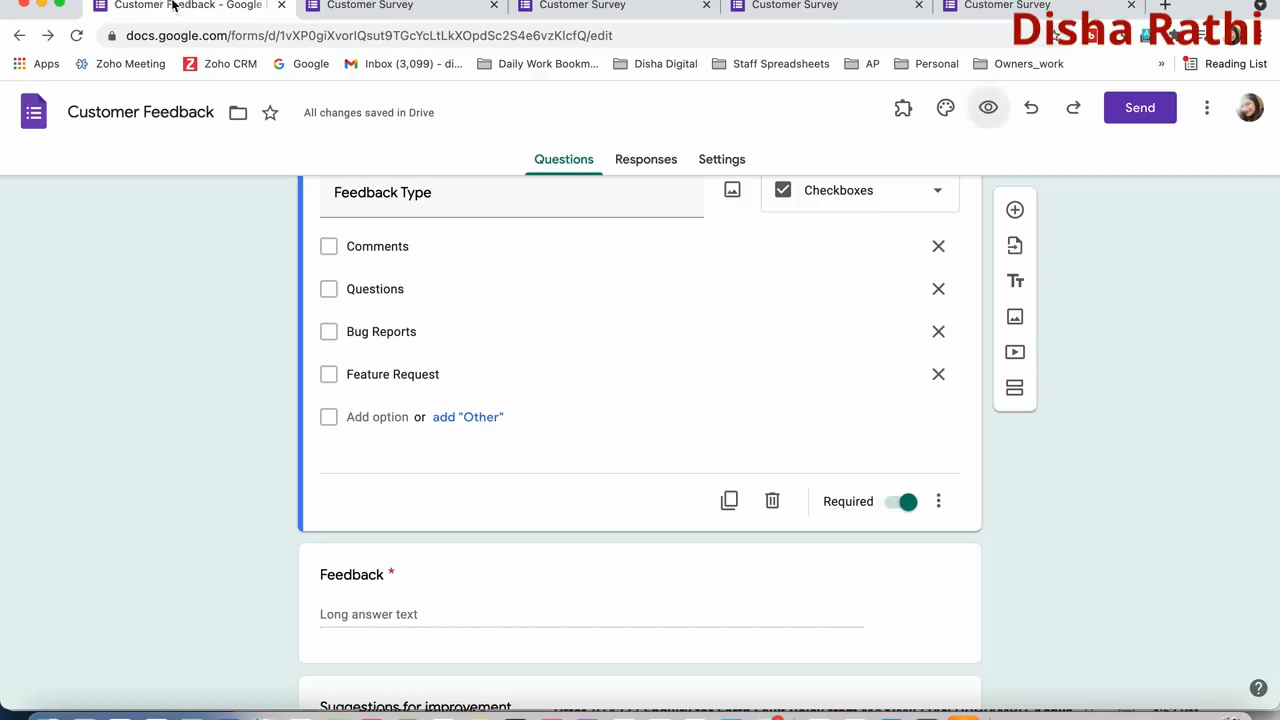 Customer Feedback - Google
Customer Survey
Customer Survey
Customer Survey
Customer Survey
Disha Rathi
docs.google.com/forms/d/1vXP0giXvorlQsut9TGcYcLtLkXOpdSc2S4e6vzKIcfQ/edit
Apps
Zoho Meeting
Zoho CRM
Google
Inbox (3,099) - di...
Daily Work Bookm...
Disha Digital
Staff Spreadsheets
AP
Personal
Owners_work
»
Reading List
Customer Feedback
All changes saved in Drive
Send
Questions
Responses
Settings
Feedback Type
Checkboxes
Comments
Questions
Bug Reports
Feature Request
Add option or add "Other"
Required
Feedback *
Long answer text
Suggestions for improvement